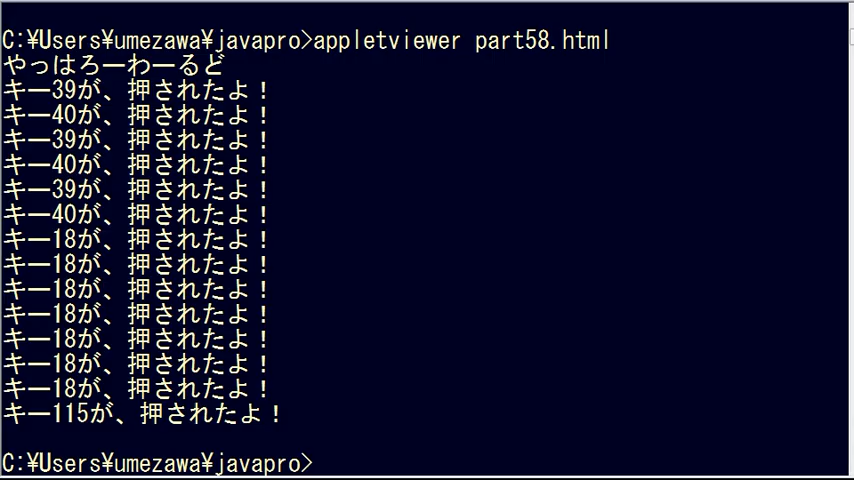 C:¥Users¥umezawa¥javapro>appletviewer part58.html
やっはろーわーるど
キー39が、押されたよ！
キー40が、押されたよ！
キー39が、押されたよ！
キー40が、押されたよ！
キー39が、押されたよ！
キー40が、押されたよ！
キー18が、押されたよ！
キー18が、押されたよ！
キー18が、押されたよ！
キー18が、押されたよ！
キー18が、押されたよ！
キー18が、押されたよ！
キー18が、押されたよ！
キー115が、押されたよ！
C:¥Users¥umezawa¥javapro>